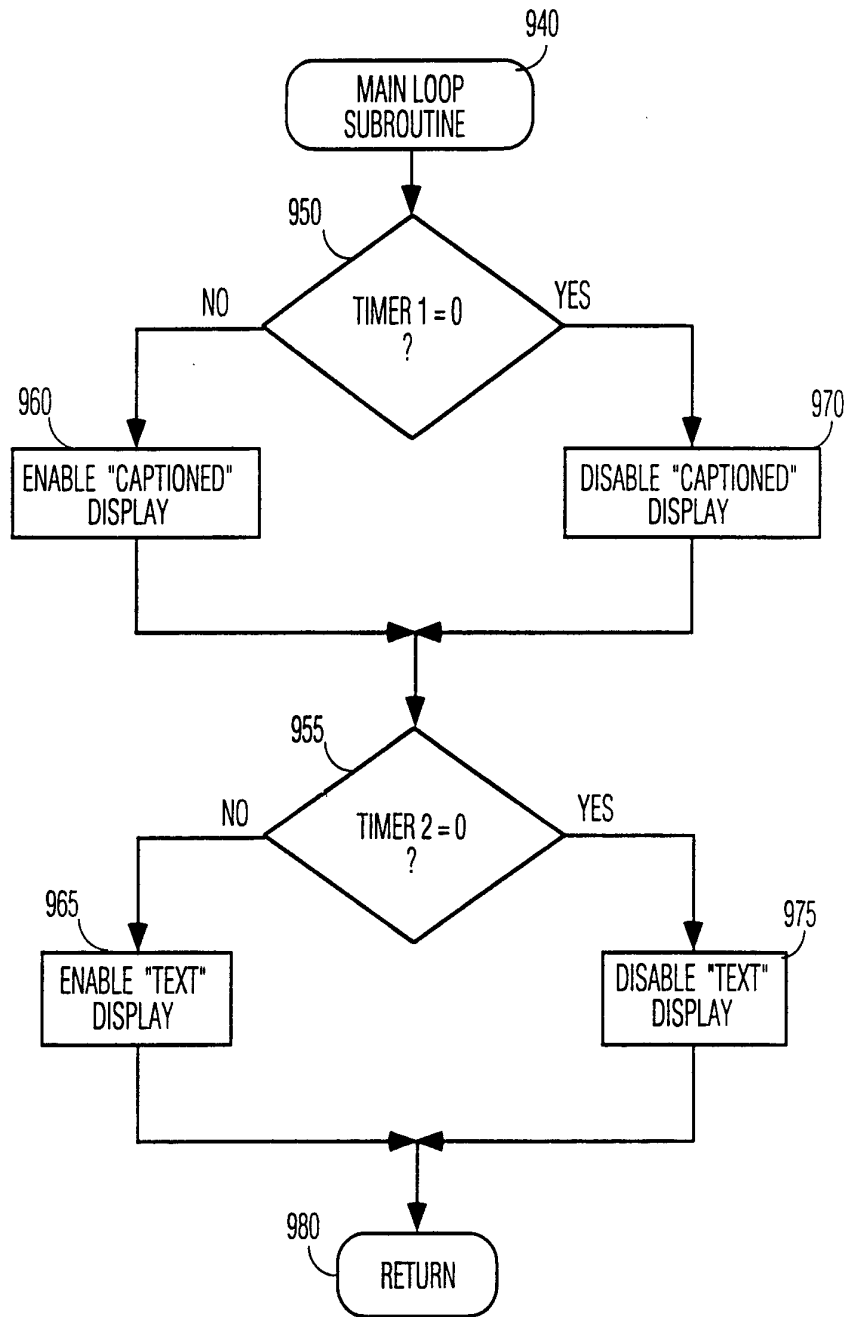 940
MAIN LOOP
SUBROUTINE
950
NO
TIMER 1 = 0
?
YES
960
ENABLE "CAPTIONED"
DISPLAY
970
DISABLE "CAPTIONED"
DISPLAY
955
NO
TIMER 2 = 0
?
YES
965
ENABLE "TEXT"
DISPLAY
975
DISABLE "TEXT"
DISPLAY
980
RETURN